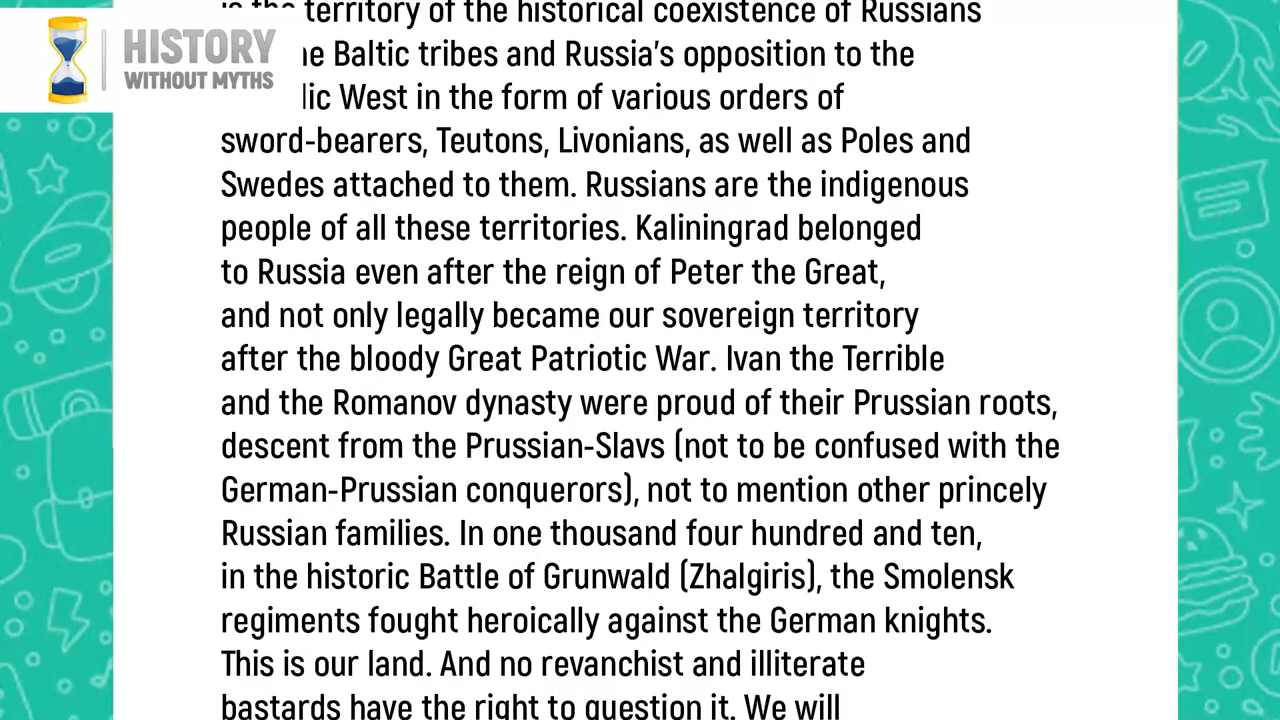 HISTORY
WITHOUT MYTHS
is the territory of the historical coexistence of Russians
Baltic tribes and Russia's opposition to the
West in the form of various orders of
sword-bearers, Teutons, Livonians, as well as Poles and
Swedes attached to them. Russians are the indigenous
people of all these territories. Kaliningrad belonged
to Russia even after the reign of Peter the Great,
and not only legally became our sovereign territory
after the bloody Great Patriotic War. Ivan the Terrible
and the Romanov dynasty were proud of their Prussian roots,
descent from the Prussian-Slavs (not to be confused with the
German-Prussian conquerors), not to mention other princely
Russian families. In one thousand four hundred and ten,
in the historic Battle of Grunwald (Zhalgiris), the Smolensk
regiments fought heroically against the German knights.
This is our land. And no revanchist and illiterate
bastards have the right to question it. We will